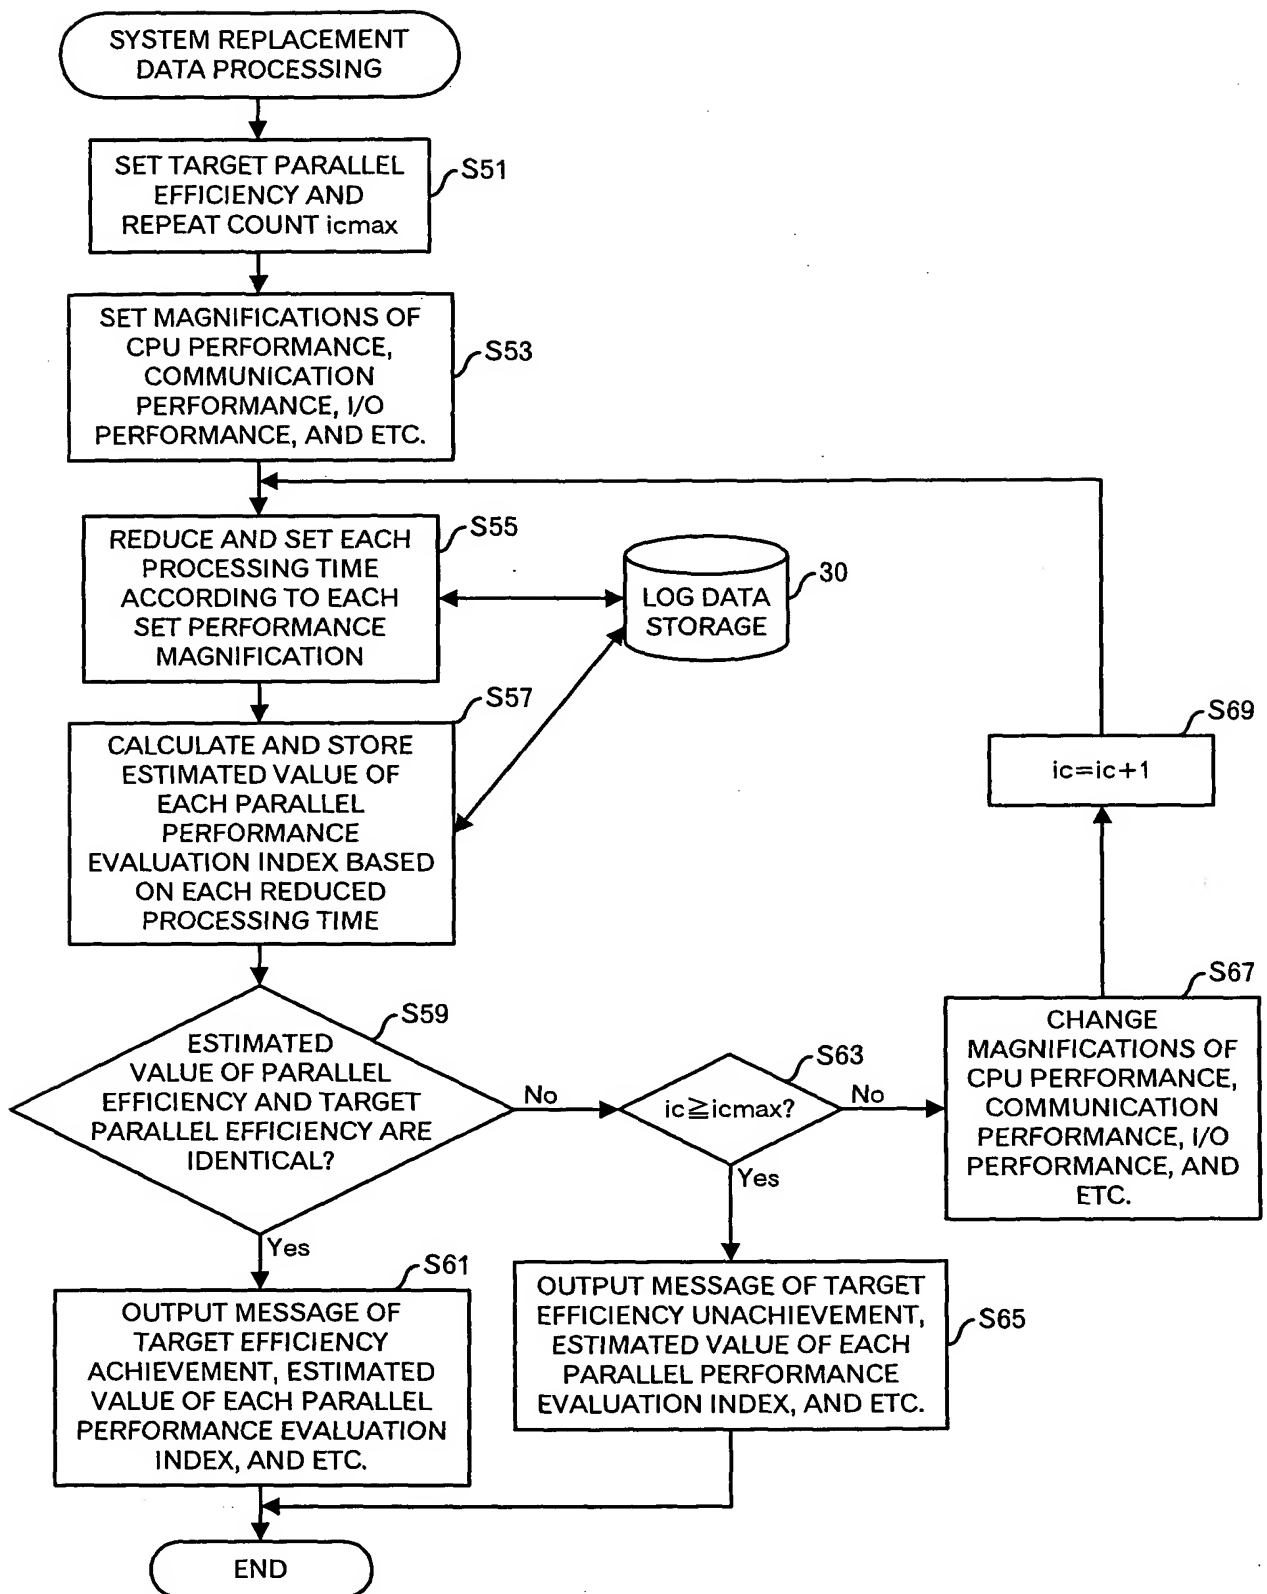 SYSTEM REPLACEMENT
DATA PROCESSING
SET TARGET PARALLEL
EFFICIENCY AND
REPEAT COUNT icmax
S51
SET MAGNIFICATIONS OF
CPU PERFORMANCE,
COMMUNICATION
PERFORMANCE, I/O
PERFORMANCE, AND ETC.
S53
REDUCE AND SET EACH
PROCESSING TIME
ACCORDING TO EACH
SET PERFORMANCE
MAGNIFICATION
S55
LOG DATA
STORAGE
30
CALCULATE AND STORE
ESTIMATED VALUE OF
EACH PARALLEL
PERFORMANCE
EVALUATION INDEX BASED
ON EACH REDUCED
PROCESSING TIME
S57
ic=ic+1
S69
ESTIMATED
VALUE OF PARALLEL
EFFICIENCY AND TARGET
PARALLEL EFFICIENCY ARE
IDENTICAL?
S59
No
Yes
ic≧icmax?
S63
No
Yes
CHANGE
MAGNIFICATIONS OF
CPU PERFORMANCE,
COMMUNICATION
PERFORMANCE, I/O
PERFORMANCE, AND
ETC.
S67
OUTPUT MESSAGE OF
TARGET EFFICIENCY
ACHIEVEMENT, ESTIMATED
VALUE OF EACH PARALLEL
PERFORMANCE EVALUATION
INDEX, AND ETC.
S61
OUTPUT MESSAGE OF TARGET
EFFICIENCY UNACHIEVEMENT,
ESTIMATED VALUE OF EACH
PARALLEL PERFORMANCE
EVALUATION INDEX, AND ETC.
S65
END